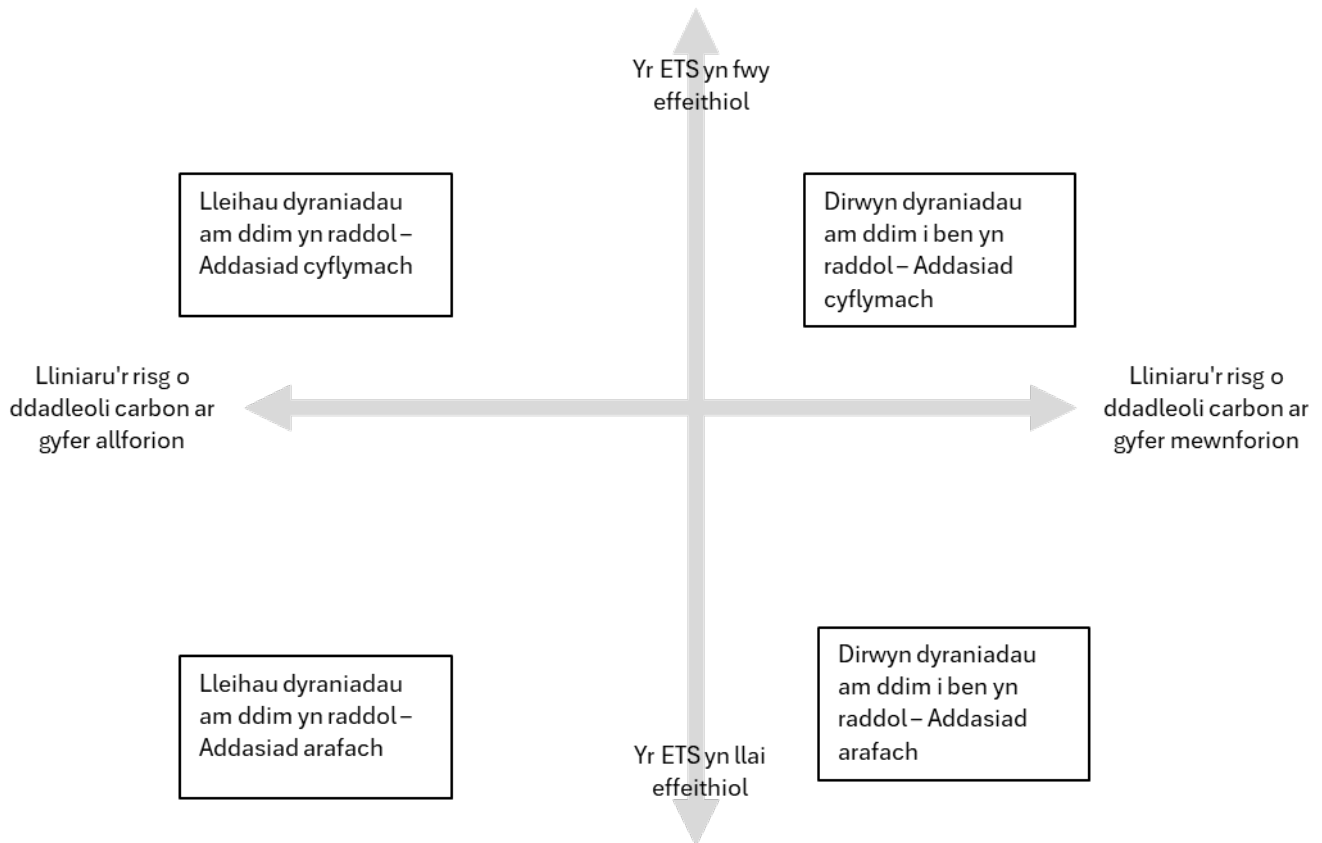 Yr ETS yn fwy
effeithiol
Lleihau dyraniadau
am ddim yn raddol –
Addasiad cyflymach
Dirwyn dyraniadau
am ddim i ben yn
raddol – Addasiad
cyflymach
Lliniaru'r risg o
ddadleoli carbon ar
gyfer allforion
Lliniaru'r risg o
ddadleoli carbon ar
gyfer mewnforion
Lleihau dyraniadau
am ddim yn raddol –
Addasiad arafach
Dirwyn dyraniadau
am ddim i ben yn
raddol – Addasiad
arafach
Yr ETS yn llai
effeithiol